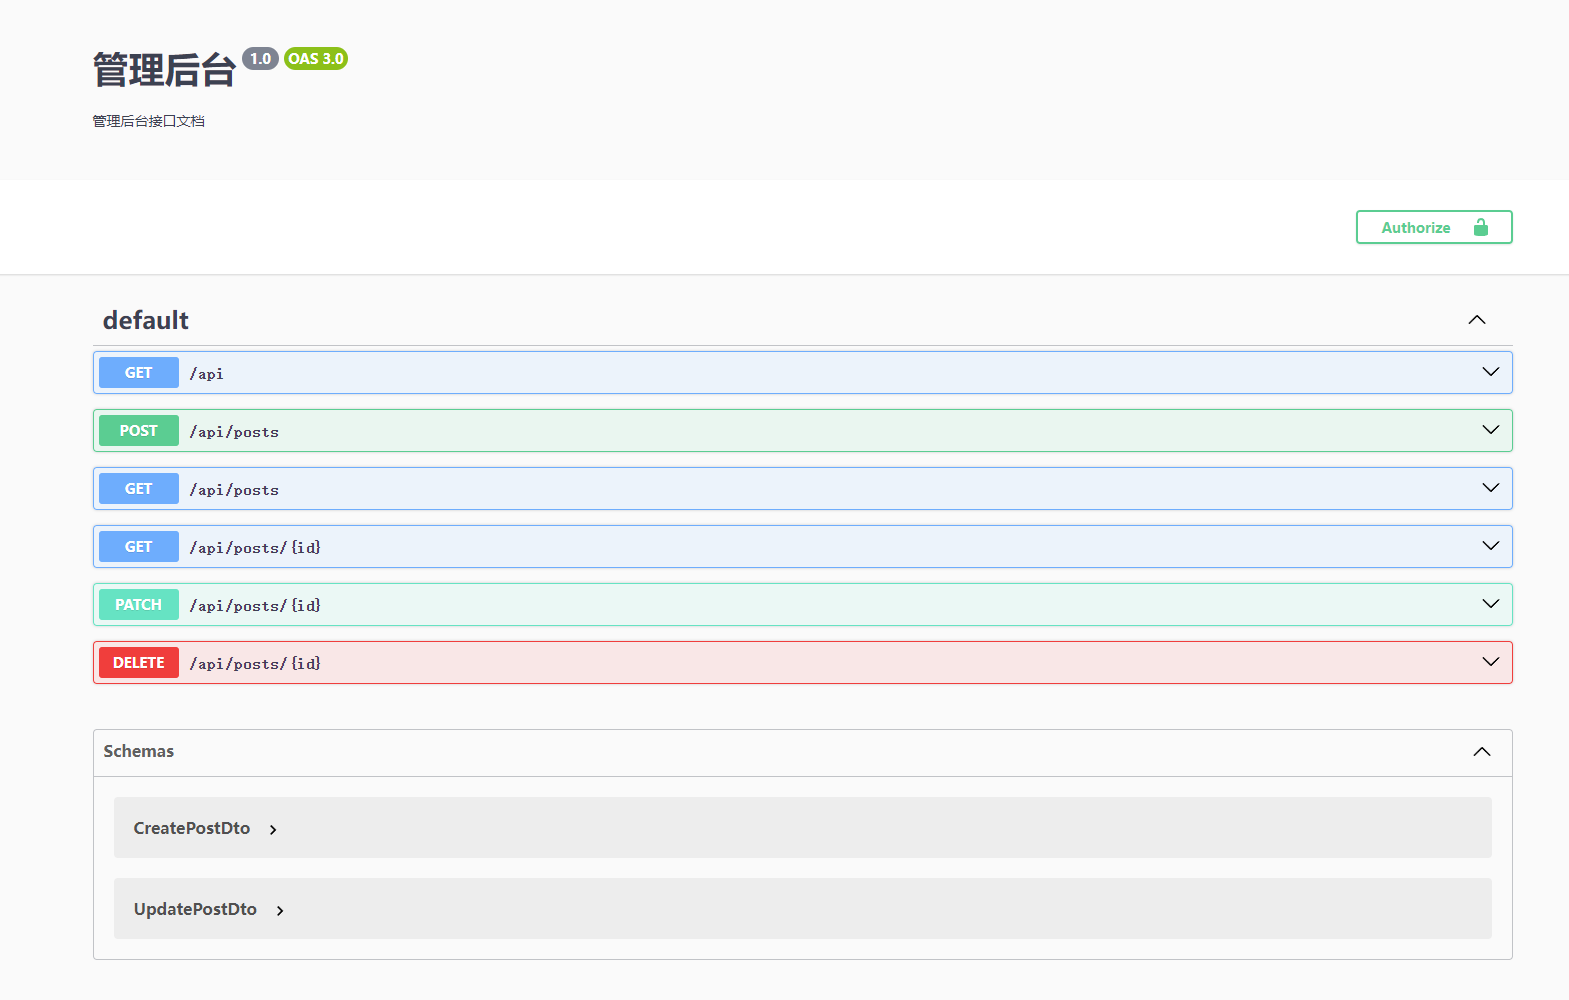 管理后台 1.0 OAS 3.0
管理后台接口文档
Authorize
default
GET /api
POST /api/posts
GET /api/posts
GET /api/posts/{id}
PATCH /api/posts/{id}
DELETE /api/posts/{id}
Schemas
CreatePostDto
UpdatePostDto